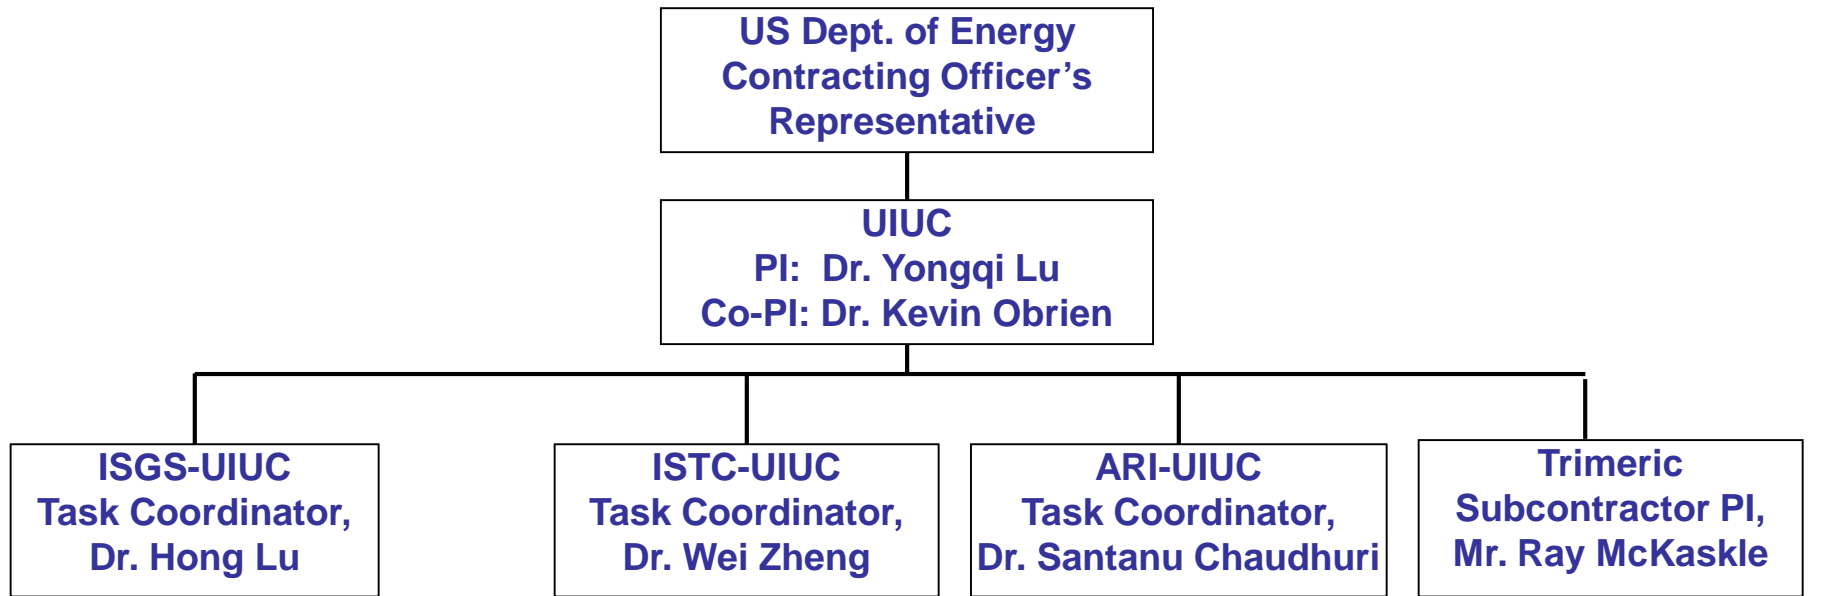 US Dept. of Energy
Contracting Officer’s
Representative
UIUC
PI:  Dr. Yongqi Lu
Co-PI: Dr. Kevin Obrien
ISGS-UIUC
Task Coordinator,
Dr. Hong Lu
ISTC-UIUC
Task Coordinator,
Dr. Wei Zheng
ARI-UIUC
Task Coordinator,
Dr. Santanu Chaudhuri
Trimeric
Subcontractor PI,
Mr. Ray McKaskle